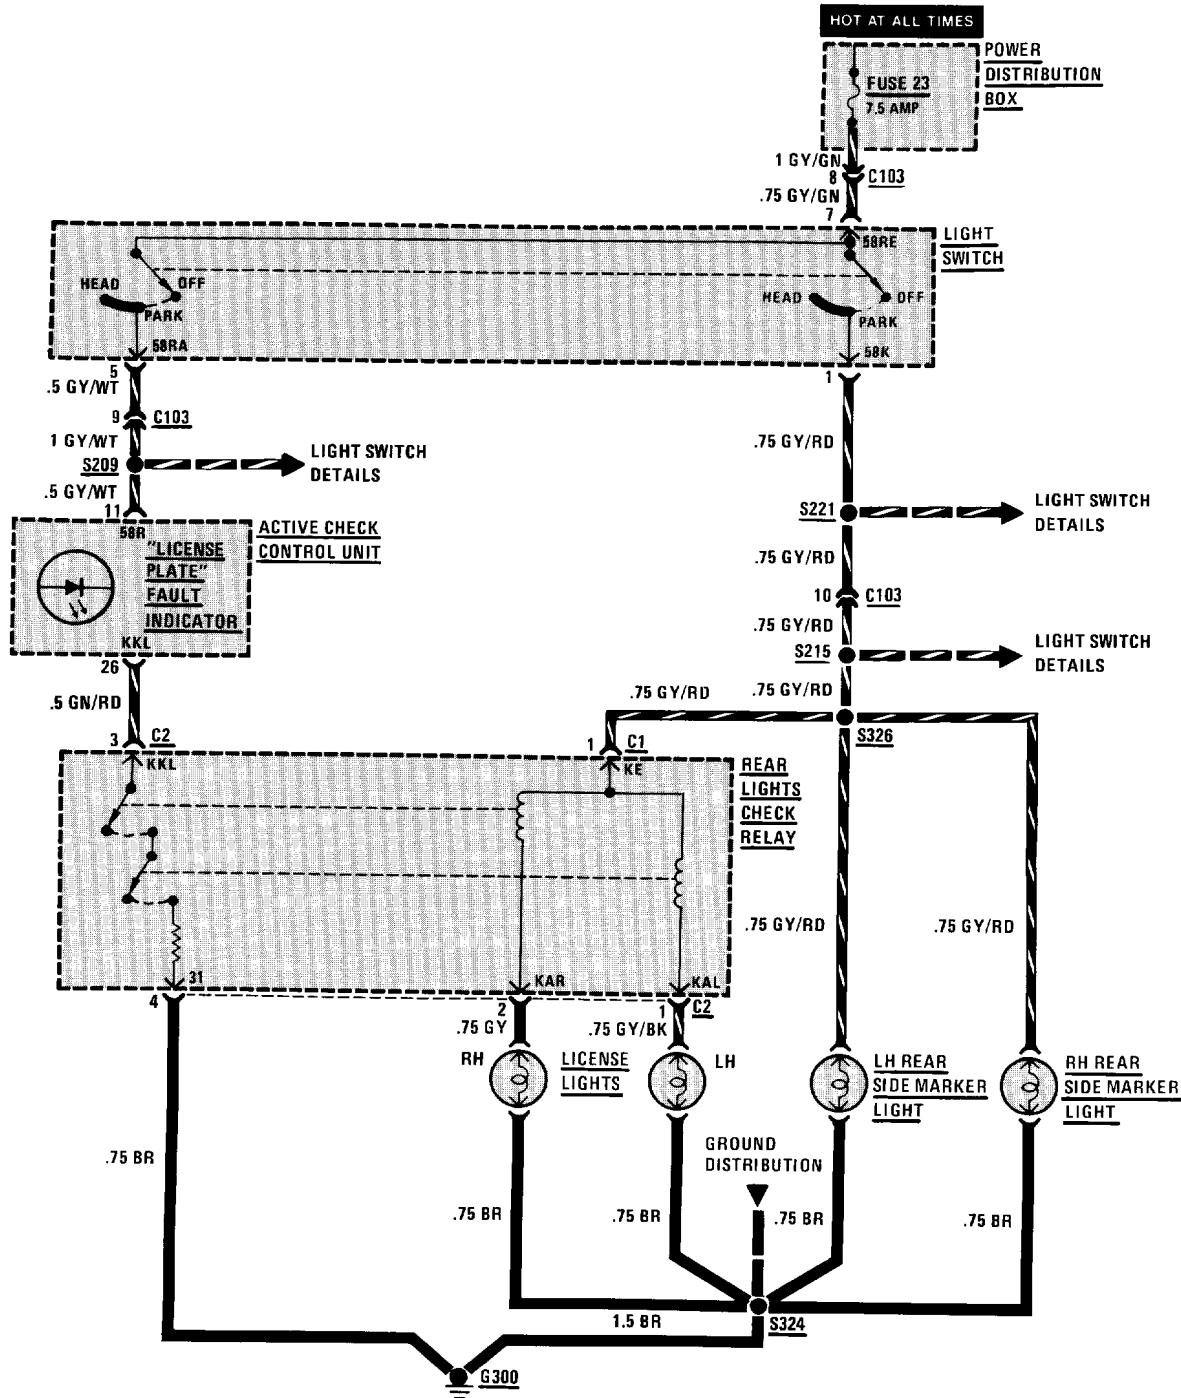 HOT AT ALL TIMES
POWER
DISTRIBUTION
BOX
FUSE 23
7.5 AMP
1 GY/GN
8
C103
.75 GY/GN
7
58RE
LIGHT
SWITCH
HEAD
OFF
PARK
58RA
HEAD
OFF
PARK
58K
5
.5 GY/WT
9
C103
1 GY/WT
S209
LIGHT SWITCH
DETAILS
.5 GY/WT
11
1
.75 GY/RD
S221
LIGHT SWITCH
DETAILS
.75 GY/RD
10
C103
.75 GY/RD
S215
LIGHT SWITCH
DETAILS
.75 GY/RD
58R
"LICENSE
PLATE"
FAULT
INDICATOR
KKL
ACTIVE CHECK
CONTROL UNIT
26
.5 GN/RD
3
C2
.75 GY/RD
S326
1
C1
KKL
KE
REAR
LIGHTS
CHECK
RELAY
31
KAR
KAL
4
2
1
C2
.75 GY/RD
.75 GY/RD
.75 GY
.75 GY/BK
RH
LICENSE
LIGHTS
LH
LH REAR
SIDE MARKER
LIGHT
RH REAR
SIDE MARKER
LIGHT
.75 BR
GROUND
DISTRIBUTION
.75 BR
.75 BR
.75 BR
.75 BR
1.5 BR
S324
G300